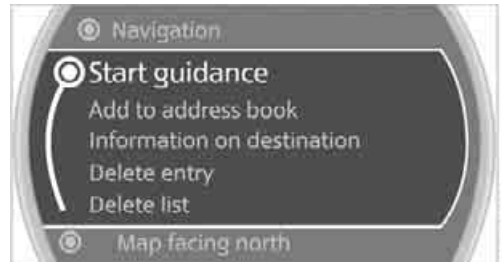 Navigation
Start guidance
Add to address book
Information on destination
Delete entry
Delete list
Map facing north